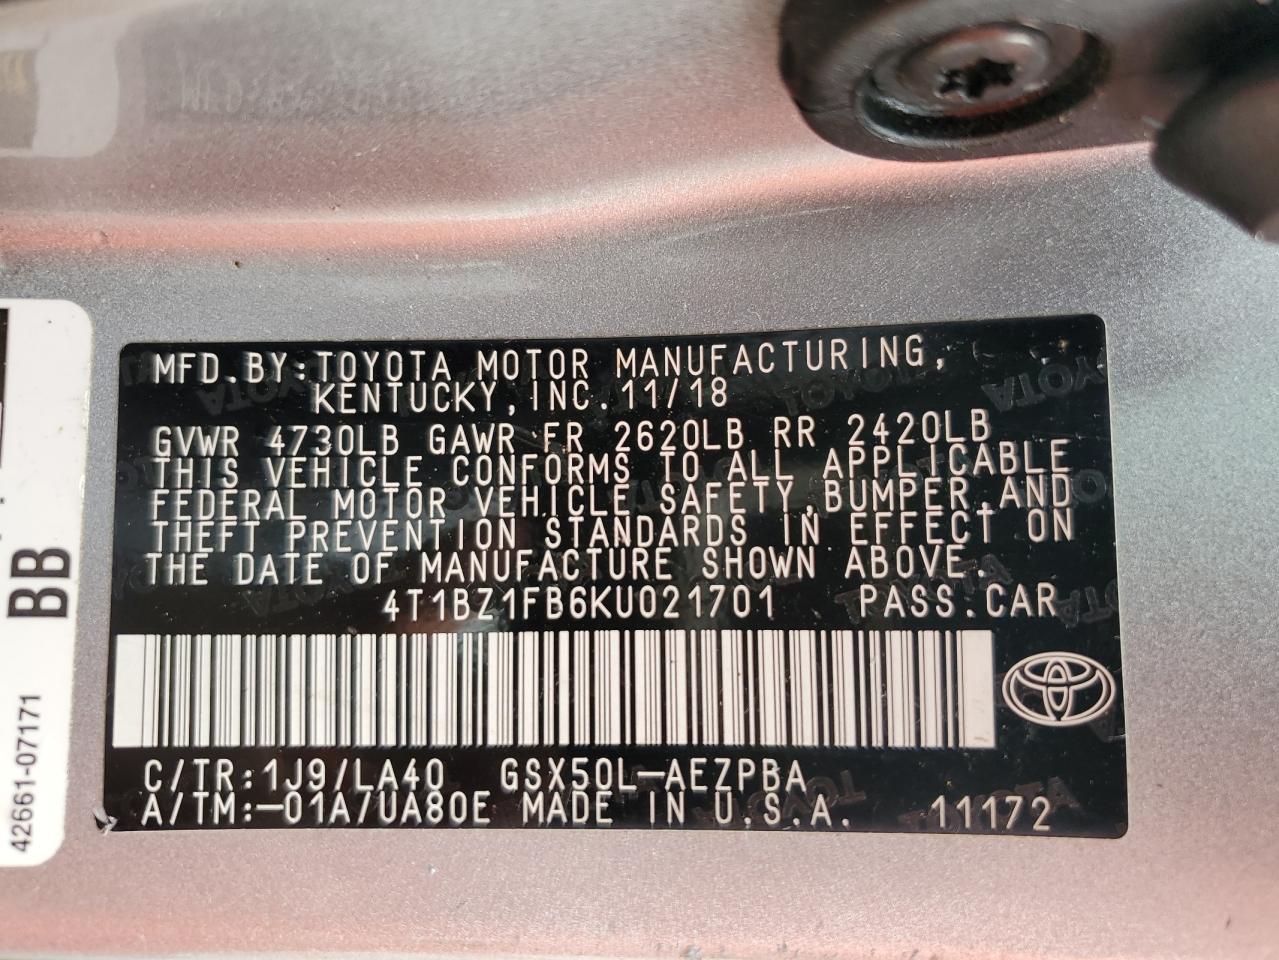 MFD.BY:TOYOTA MOTOR MANUFACTURING,
KENTUCKY,INC.11/18
GVWR 4730LB GAWR FR 2620LB RR 2420LB
THIS VEHICLE CONFORMS TO ALL APPLICABLE
FEDERAL MOTOR VEHICLE SAFETY,BUMPER,AND
THEFT PREVENTION STANDARDS IN EFFECT ON
THE DATE OF MANUFACTURE SHOWN ABOVE.
4T1BZ1FB6KU021701 PASS.CAR
C/TR:1J9/LA40 GSX50L-AEZPBA
A/TM:-01A/UA80E MADE IN U.S.A. 11172
BB
42661-07171